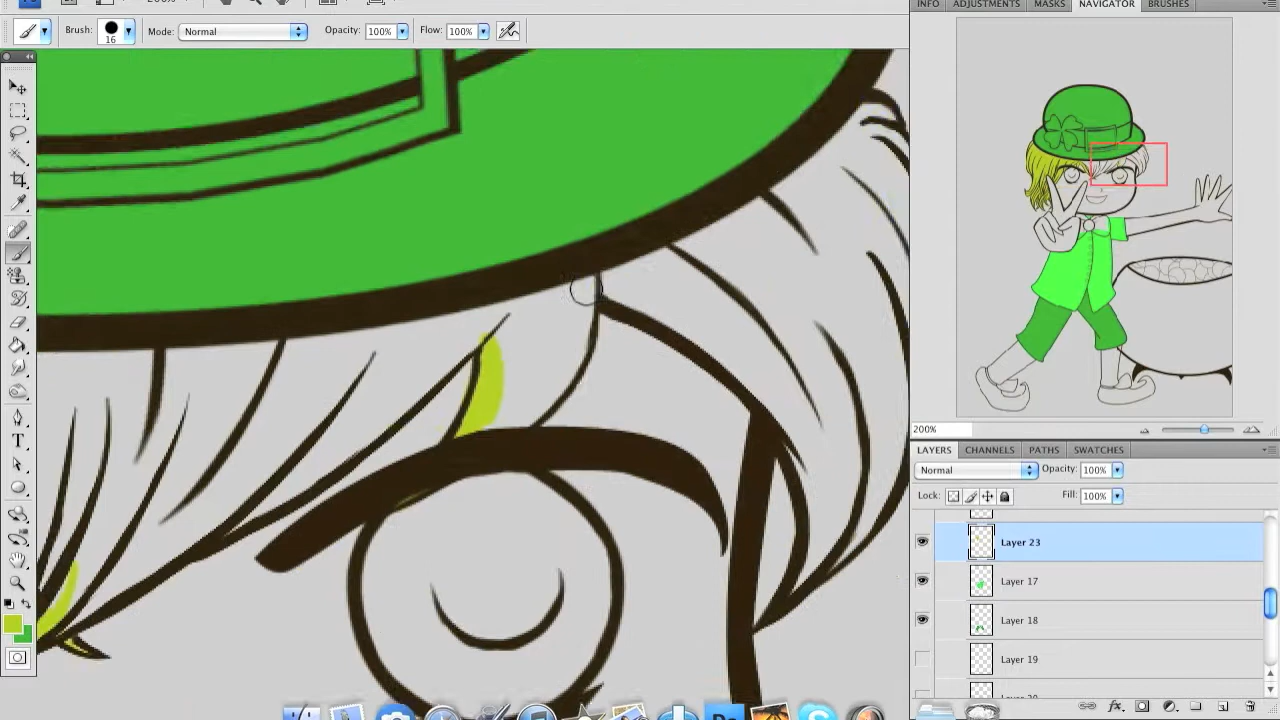 INFO ADJUSTMENTS MASKS NAVIGATOR BRUSHES
Brush: 16 Mode: Normal Opacity: 100% Flow: 100%
200%
LAYERS CHANNELS PATHS SWATCHES
Normal Opacity: 100%
Lock: Fill: 100%
Layer 23
Layer 17
Layer 18
Layer 19